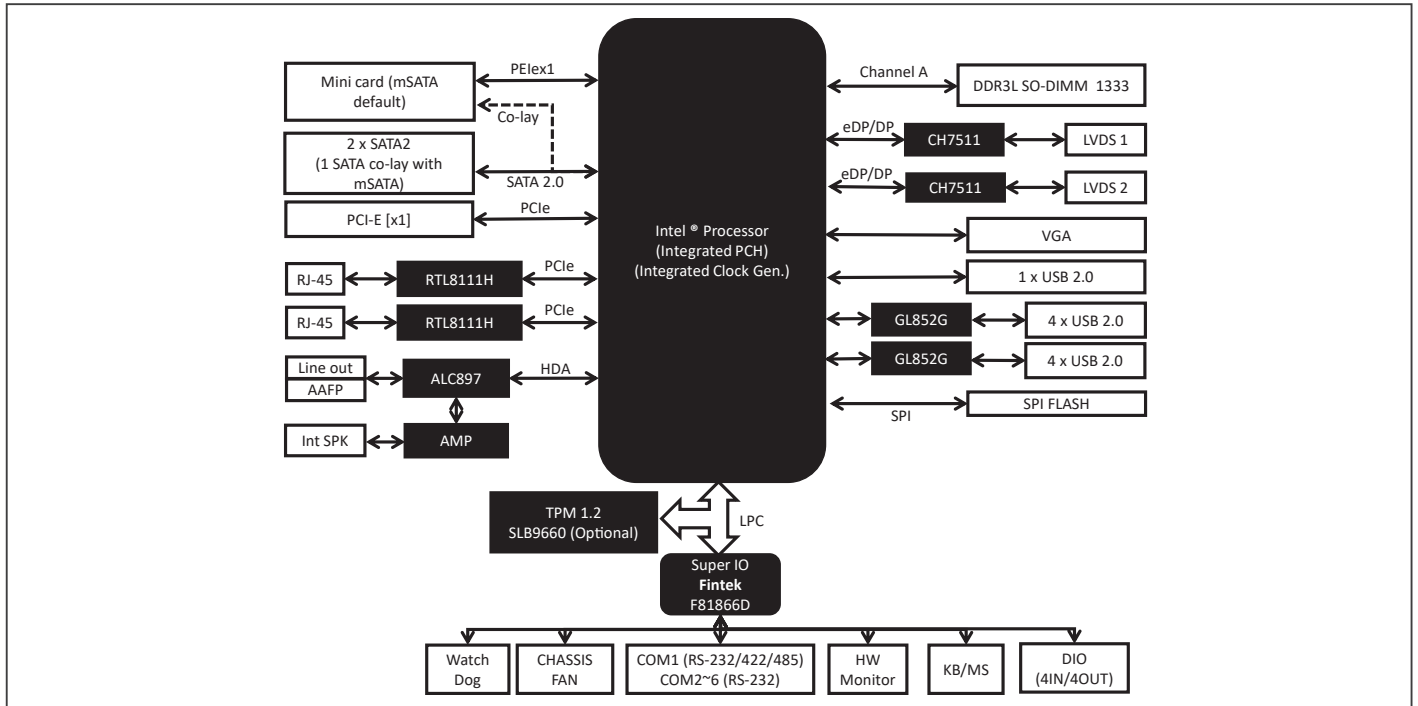 Mini card (mSATA
default)
PEIex1
Co-lay
2 x SATA2
(1 SATA co-lay with
mSATA)
SATA 2.0
PCI-E [x1]
PCIe
RJ-45
RTL8111H
PCIe
RJ-45
RTL8111H
PCIe
Line out
AAFP
ALC897
HDA
Int SPK
AMP
Intel ® Processor
(Integrated PCH)
(Integrated Clock Gen.)
Channel A
DDR3L SO-DIMM 1333
eDP/DP
CH7511
LVDS 1
eDP/DP
CH7511
LVDS 2
VGA
1 x USB 2.0
GL852G
4 x USB 2.0
GL852G
4 x USB 2.0
SPI
SPI FLASH
TPM 1.2
SLB9660 (Optional)
LPC
Super IO
Fintek
F81866D
Watch
Dog
CHASSIS
FAN
COM1 (RS-232/422/485)
COM2~6 (RS-232)
HW
Monitor
KB/MS
DIO
(4IN/4OUT)